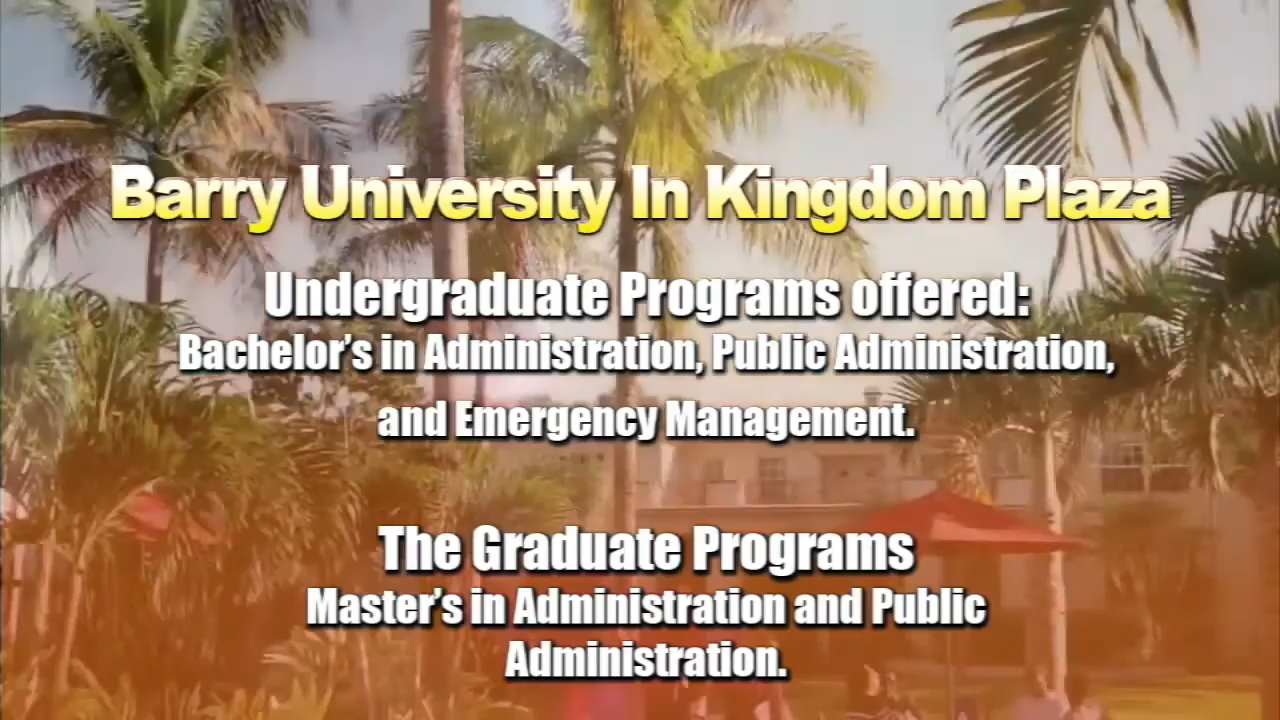 Barry University In Kingdom Plaza
Undergraduate Programs offered:
Bachelor's in Administration, Public Administration,
and Emergency Management.
The Graduate Programs
Master's in Administration and Public
Administration.